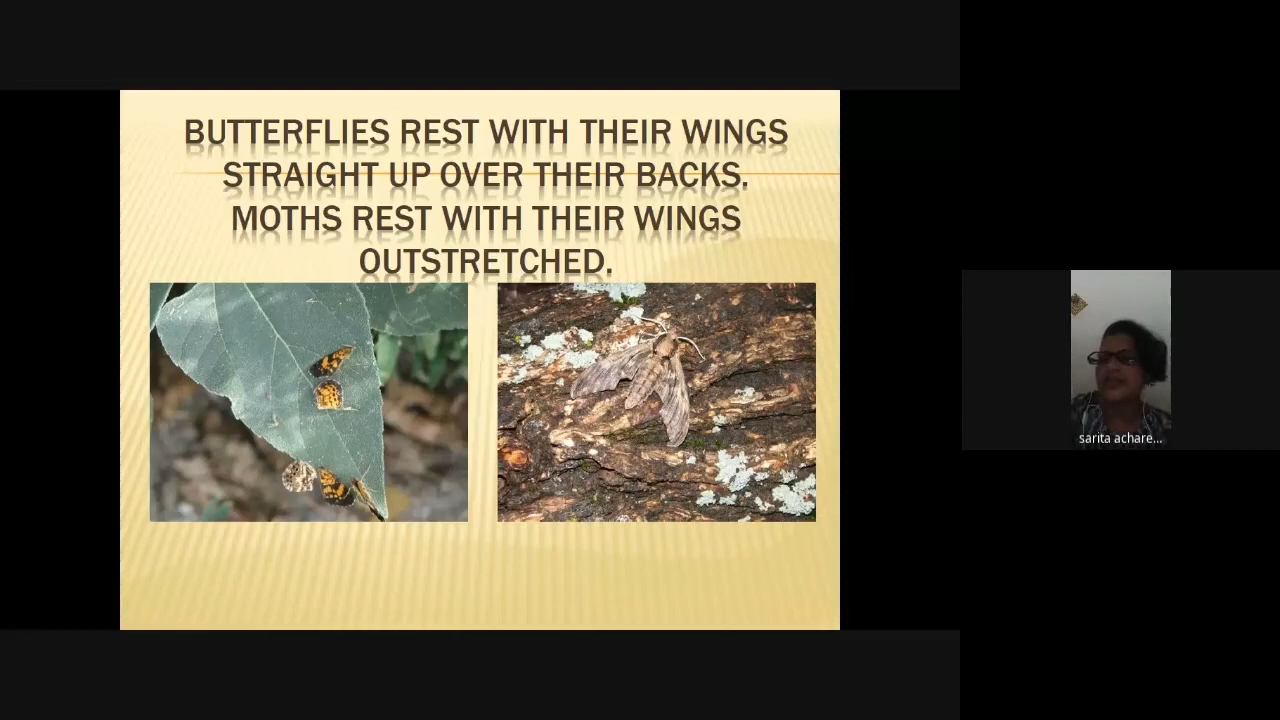 BUTTERFLIES REST WITH THEIR WINGS
STRAIGHT UP OVER THEIR BACKS.
MOTHS REST WITH THEIR WINGS
OUTSTRETCHED.
sarita achare...